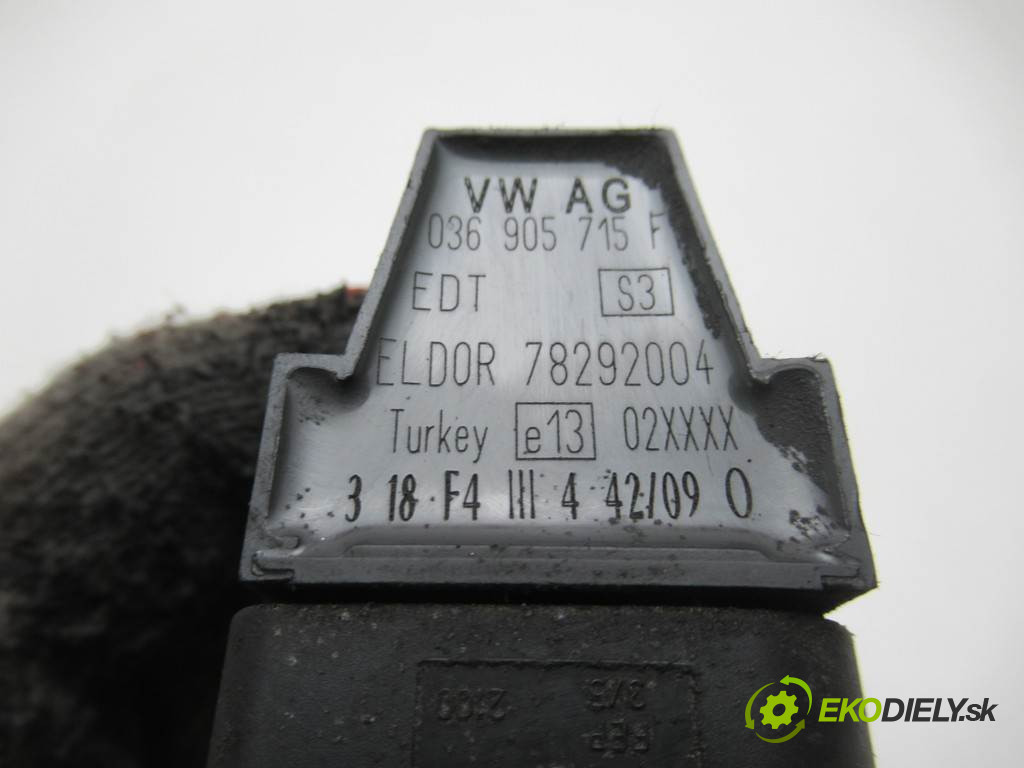 VW AG
036 905 715 F
EDT S3
ELDOR 78292004
Turkey e13 02XXXX
3 18 F4 III 4 42/09 0
EKODIELY.sk